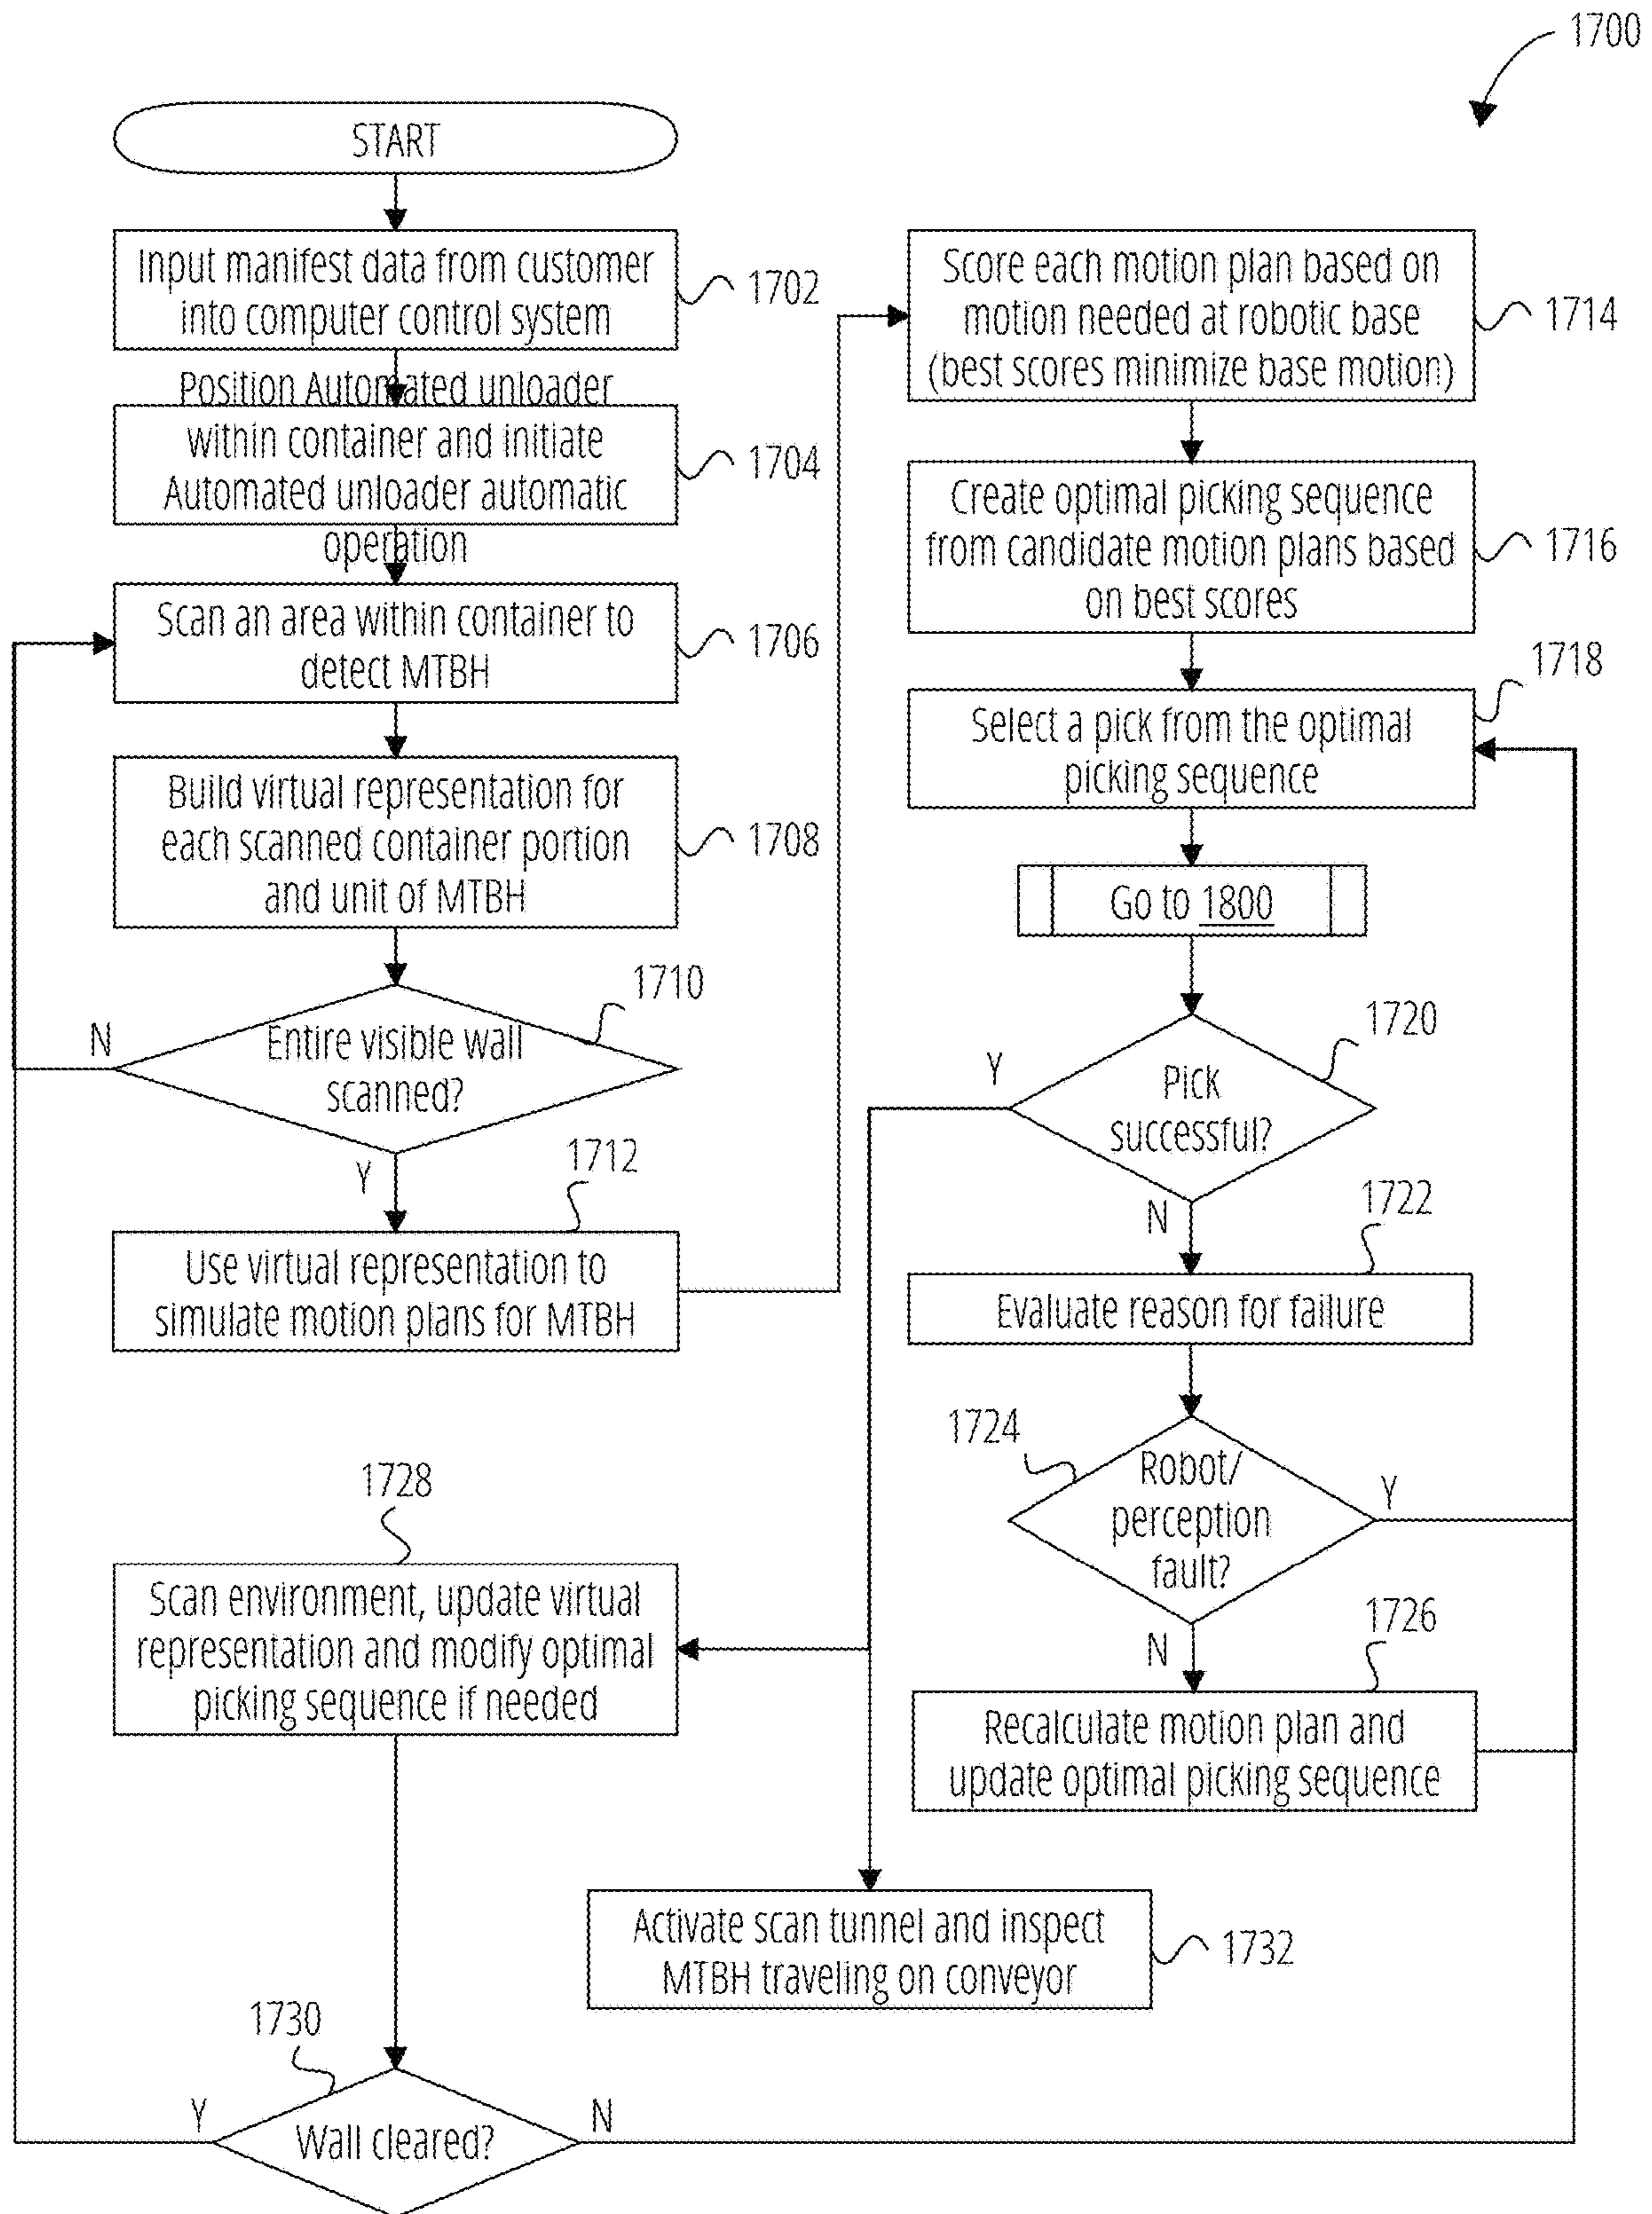 1700
START
Input manifest data from customer
into computer control system
1702
Position Automated unloader
within container and initiate
Automated unloader automatic
operation
1704
Scan an area within container to
detect MTBH
1706
Build virtual representation for
each scanned container portion
and unit of MTBH
1708
1710
Entire visible wall
scanned?
N
Y
1712
Use virtual representation to
simulate motion plans for MTBH
Score each motion plan based on
motion needed at robotic base
(best scores minimize base motion)
1714
Create optimal picking sequence
from candidate motion plans based
on best scores
1716
1718
Select a pick from the optimal
picking sequence
Go to 1800
1720
Pick
successful?
Y
N
1722
Evaluate reason for failure
1724
Robot/
perception
fault?
Y
N
1726
Recalculate motion plan and
update optimal picking sequence
1728
Scan environment, update virtual
representation and modify optimal
picking sequence if needed
Activate scan tunnel and inspect
MTBH traveling on conveyor
1732
1730
Wall cleared?
Y
N